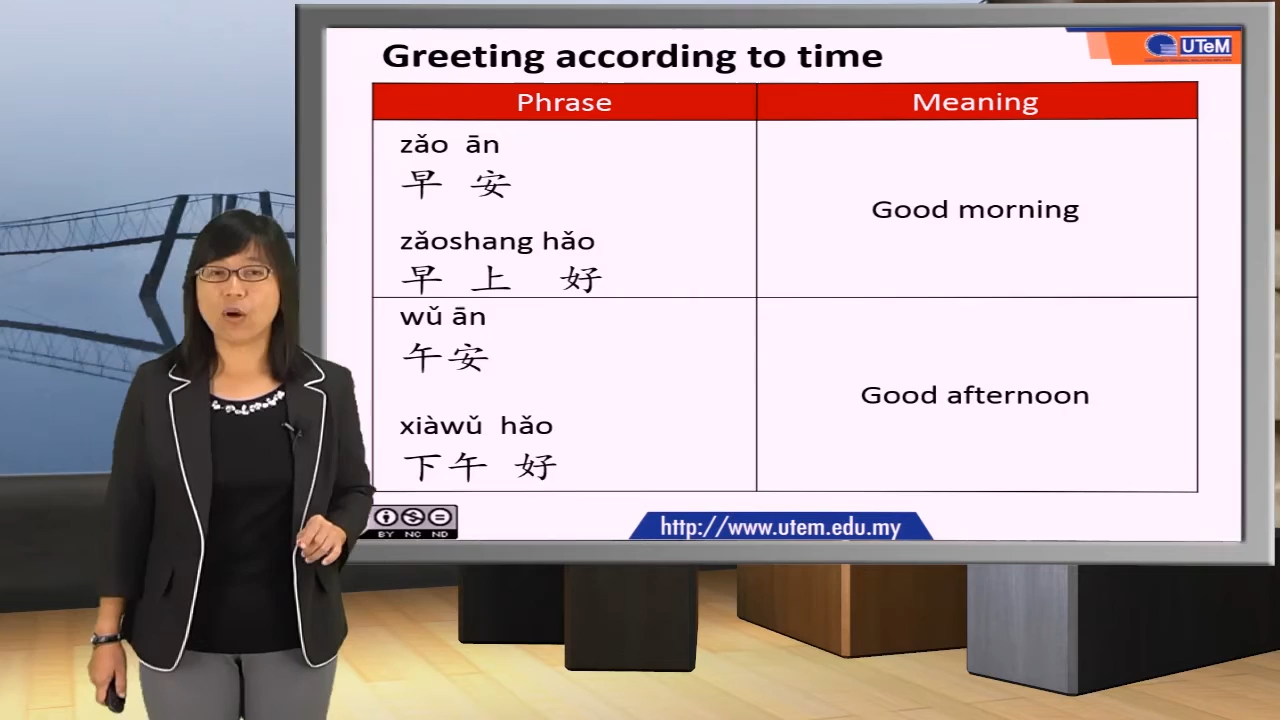 Greeting according to time
UTeM
Phrase
Meaning
zǎo ān
早 安
zǎoshang hǎo
早 上 好
Good morning
wǔ ān
午安
xiàwǔ hǎo
下午 好
Good afternoon
BY NC ND
http://www.utem.edu.my